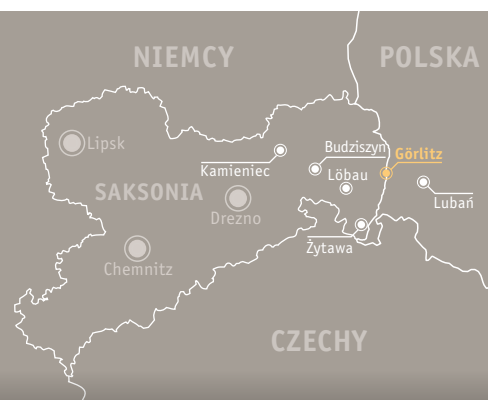 NIEMCY
POLSKA
Lipsk
Budziszyn
Görlitz
Kamieniec
Löbau
SAKSONIA
Lubań
Drezno
Żytawa
Chemnitz
CZECHY